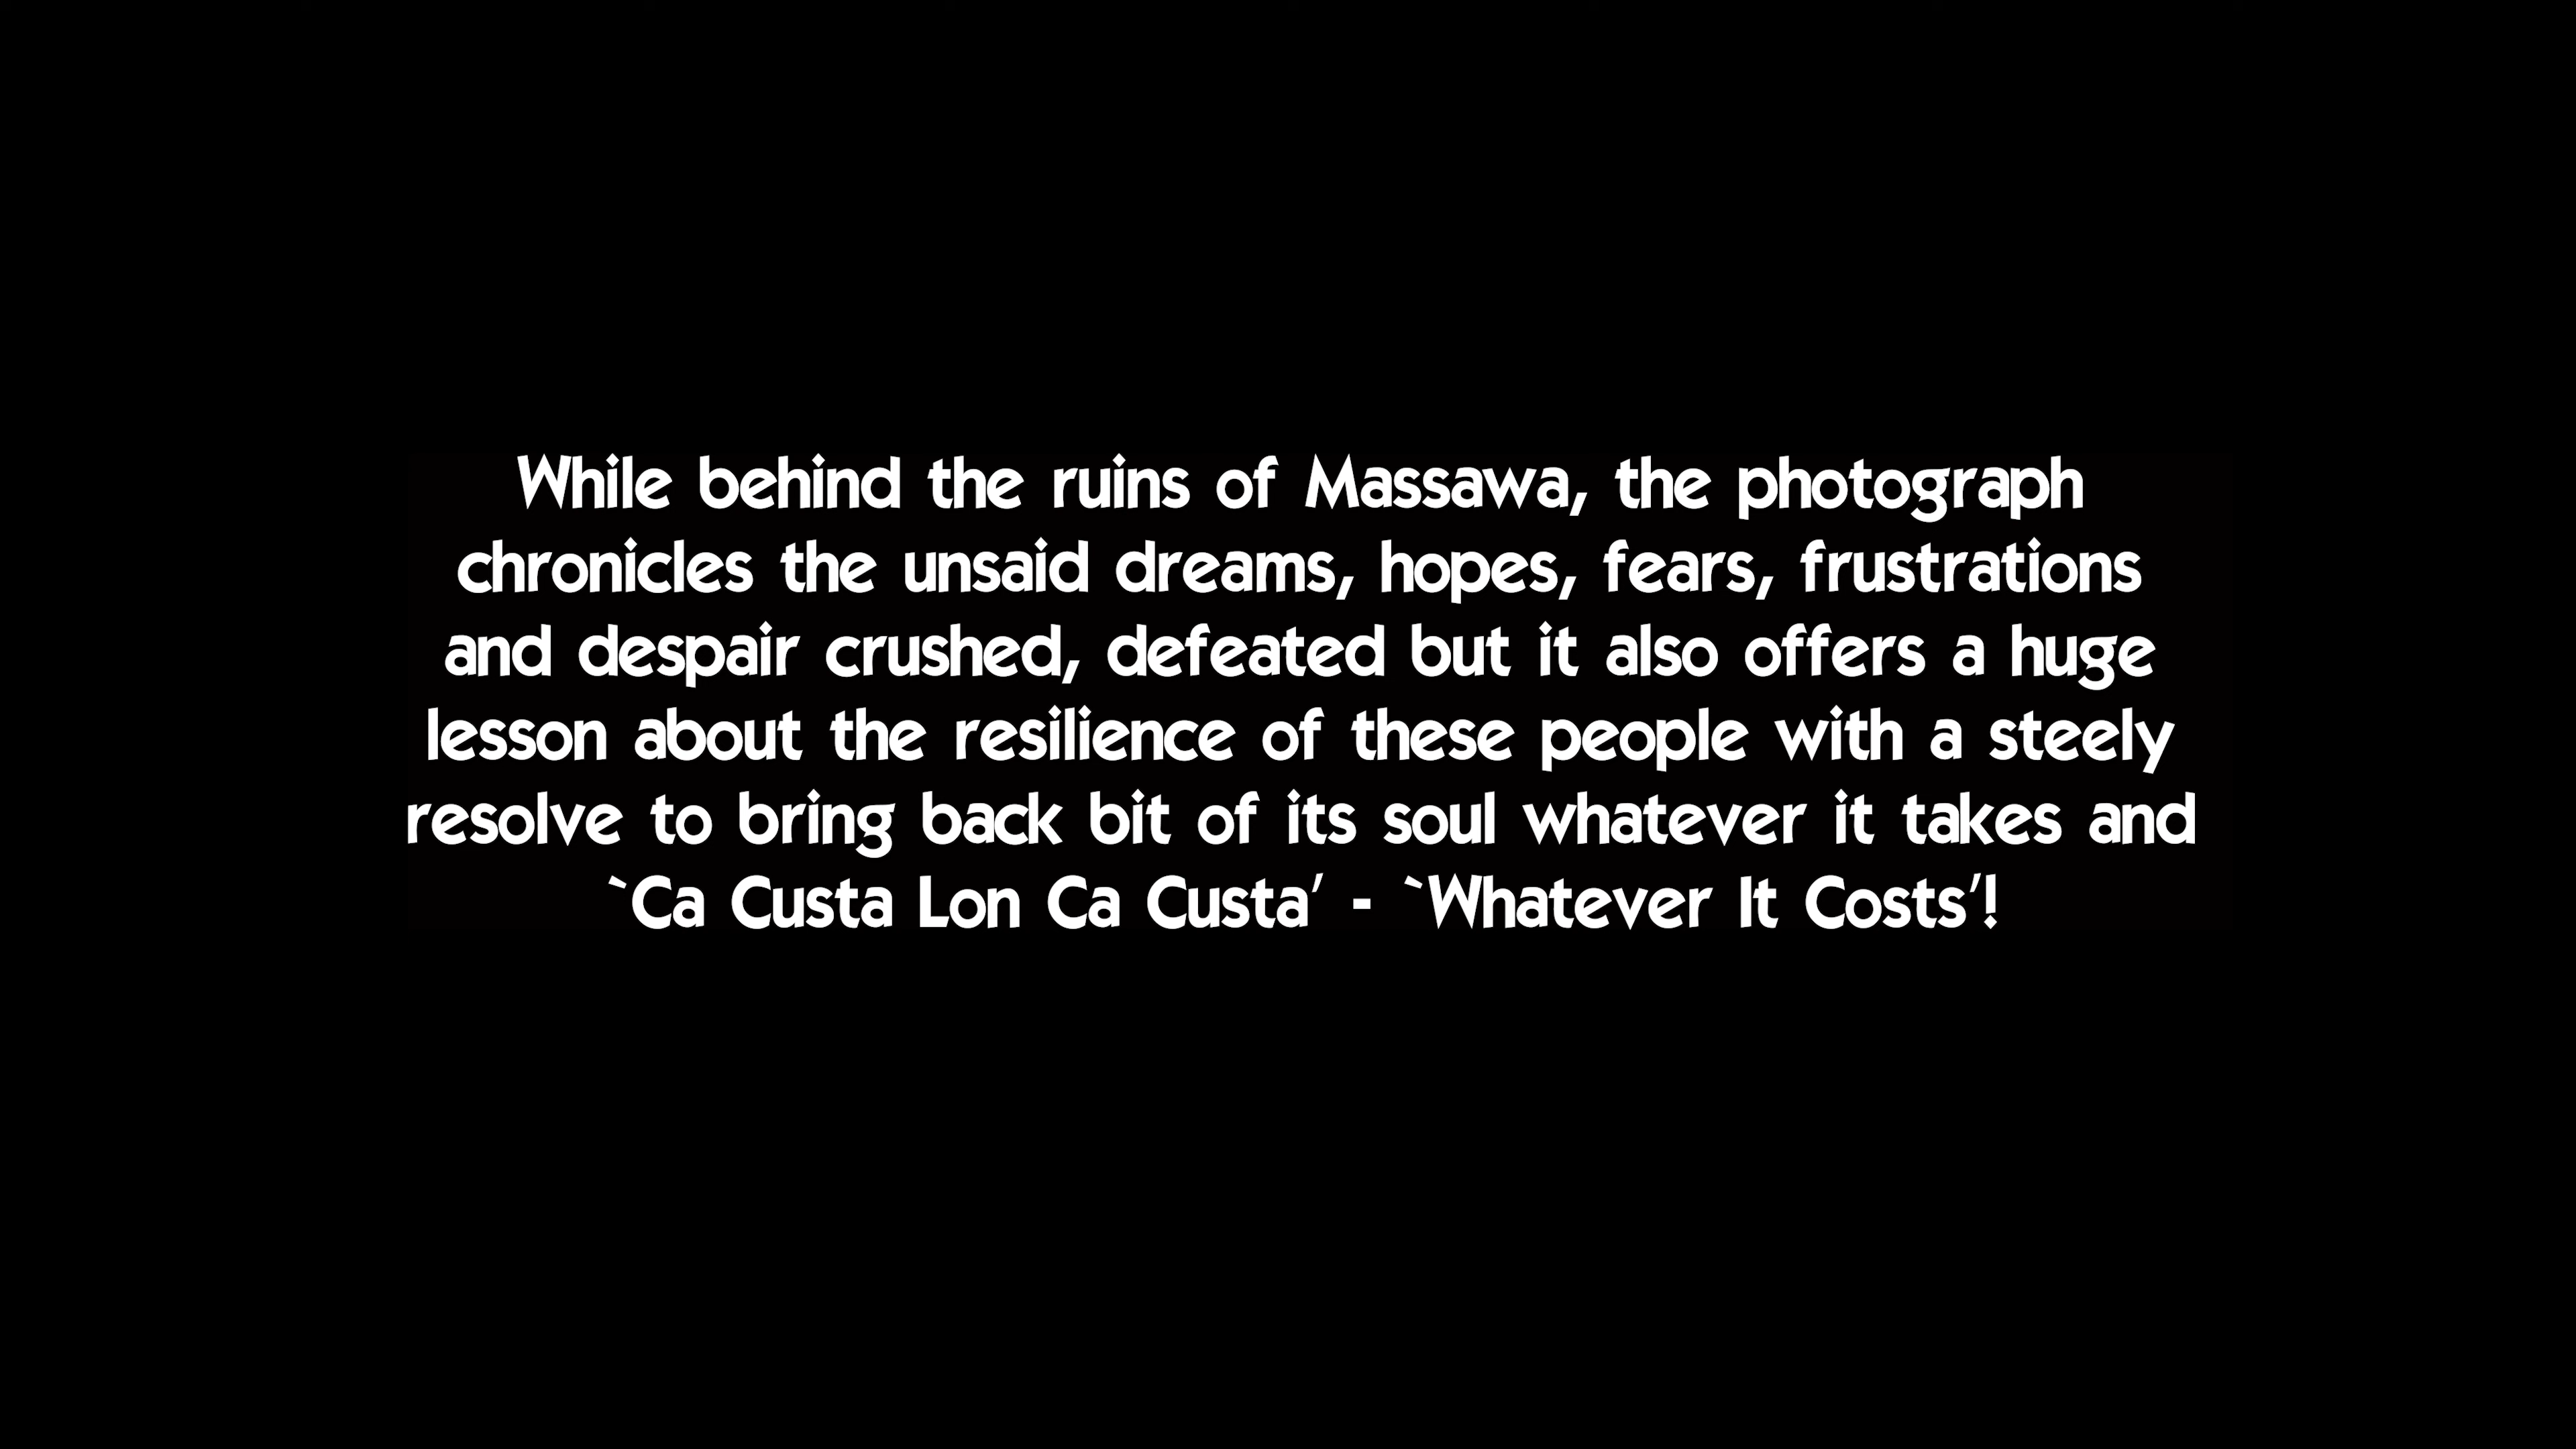 While behind the ruins of Massawa, the photograph
chronicles the unsaid dreams, hopes, fears, frustrations
and despair crushed, defeated but it also offers a huge
lesson about the resilience of these people with a steely
resolve to bring back bit of its soul whatever it takes and
`Ca Custa Lon Ca Custa' - `Whatever It Costs'!